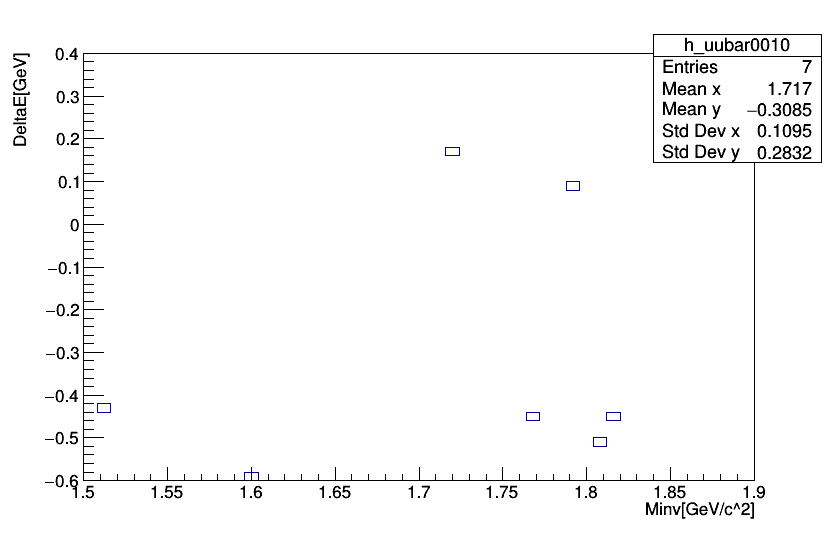 h_uubar0010
Entries 7
Mean x 1.717
Mean y −0.3085
Std Dev x 0.1095
Std Dev y 0.2832
DeltaE[GeV]
0.4
0.3
0.2
0.1
0
−0.1
−0.2
−0.3
−0.4
−0.5
−0.6
1.5 1.55 1.6 1.65 1.7 1.75 1.8 1.85 1.9
Minv[GeV/c^2]